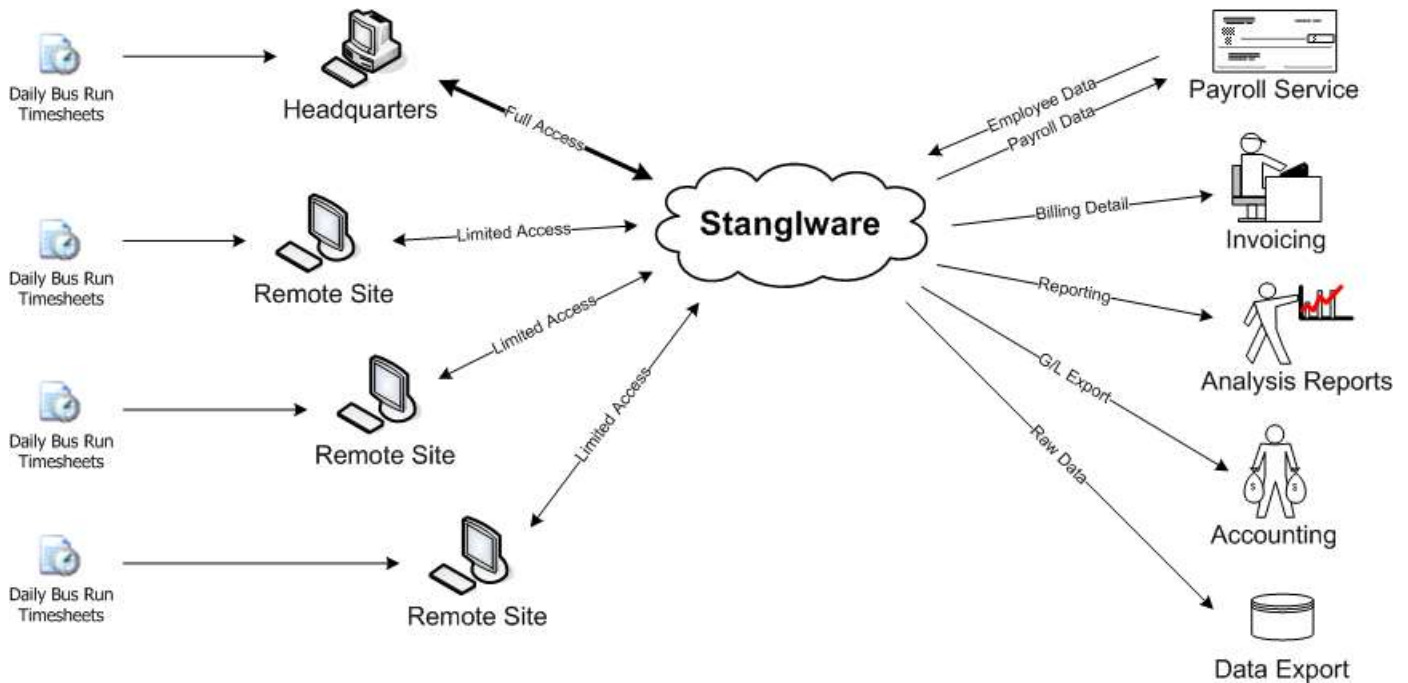 Daily Bus Run
Timesheets
Headquarters
Full Access
Daily Bus Run
Timesheets
Remote Site
Limited Access
Daily Bus Run
Timesheets
Remote Site
Limited Access
Daily Bus Run
Timesheets
Remote Site
Limited Access
Stanglware
Employee Data
Payroll Data
Payroll Service
Billing Detail
Invoicing
Reporting
Analysis Reports
G/L Export
$ $
Accounting
Raw Data
Data Export